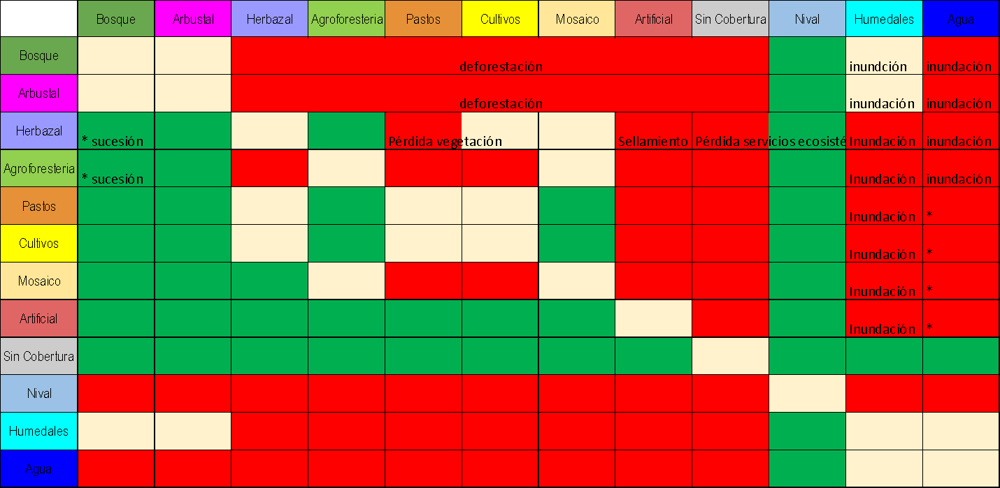 Bosque Arbustal Herbazal Agroforesteria Pastos Cultivos Mosaico Artificial Sin Cobertura Nival Humedales Agua
Bosque deforestación inundción inundación
Arbustal deforestación inundación inundación
Herbazal * sucesión Pérdida vegetación Sellamiento Pérdida servicios ecosisté Inundación inundación
Agroforesteria * sucesión Inundación inundación
Pastos Inundación *
Cultivos Inundación *
Mosaico Inundación *
Artificial Inundación *
Sin Cobertura
Nival
Humedales
Agua